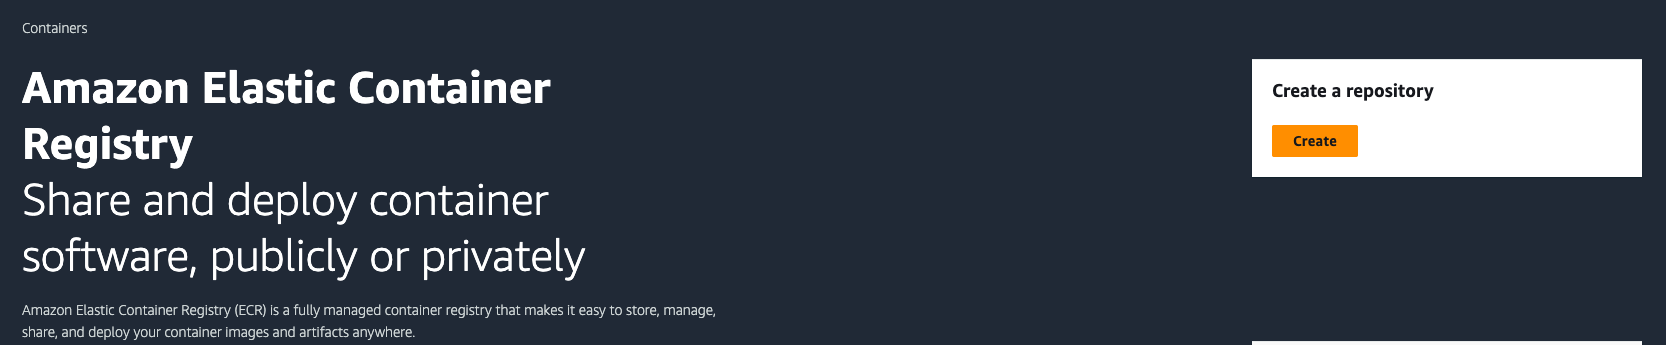 Containers
Amazon Elastic Container
Registry
Share and deploy container
software, publicly or privately
Amazon Elastic Container Registry (ECR) is a fully managed container registry that makes it easy to store, manage,
share, and deploy your container images and artifacts anywhere.
Create a repository
Create